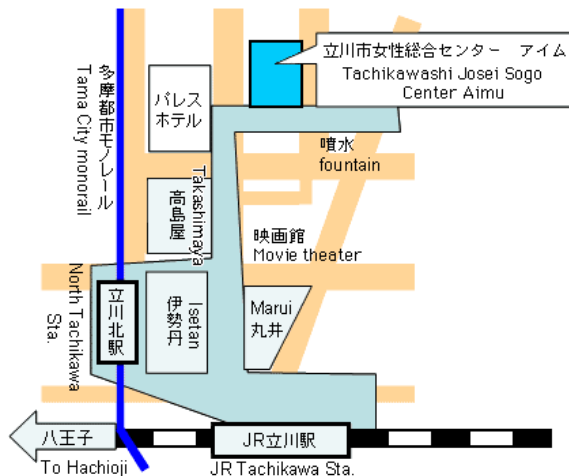 立川市女性総合センター　アイム
Tachikawashi Josei Sogo
Center Aimu
多摩都市モノレール
Tama City monorail
パレス
ホテル
噴水
fountain
高島屋
Takashimaya
映画館
Movie theater
North Tachikawa
Sta.
立川北駅
伊勢丹
Isetan
Marui
丸井
八王子
To Hachioji
JR立川駅
JR Tachikawa Sta.